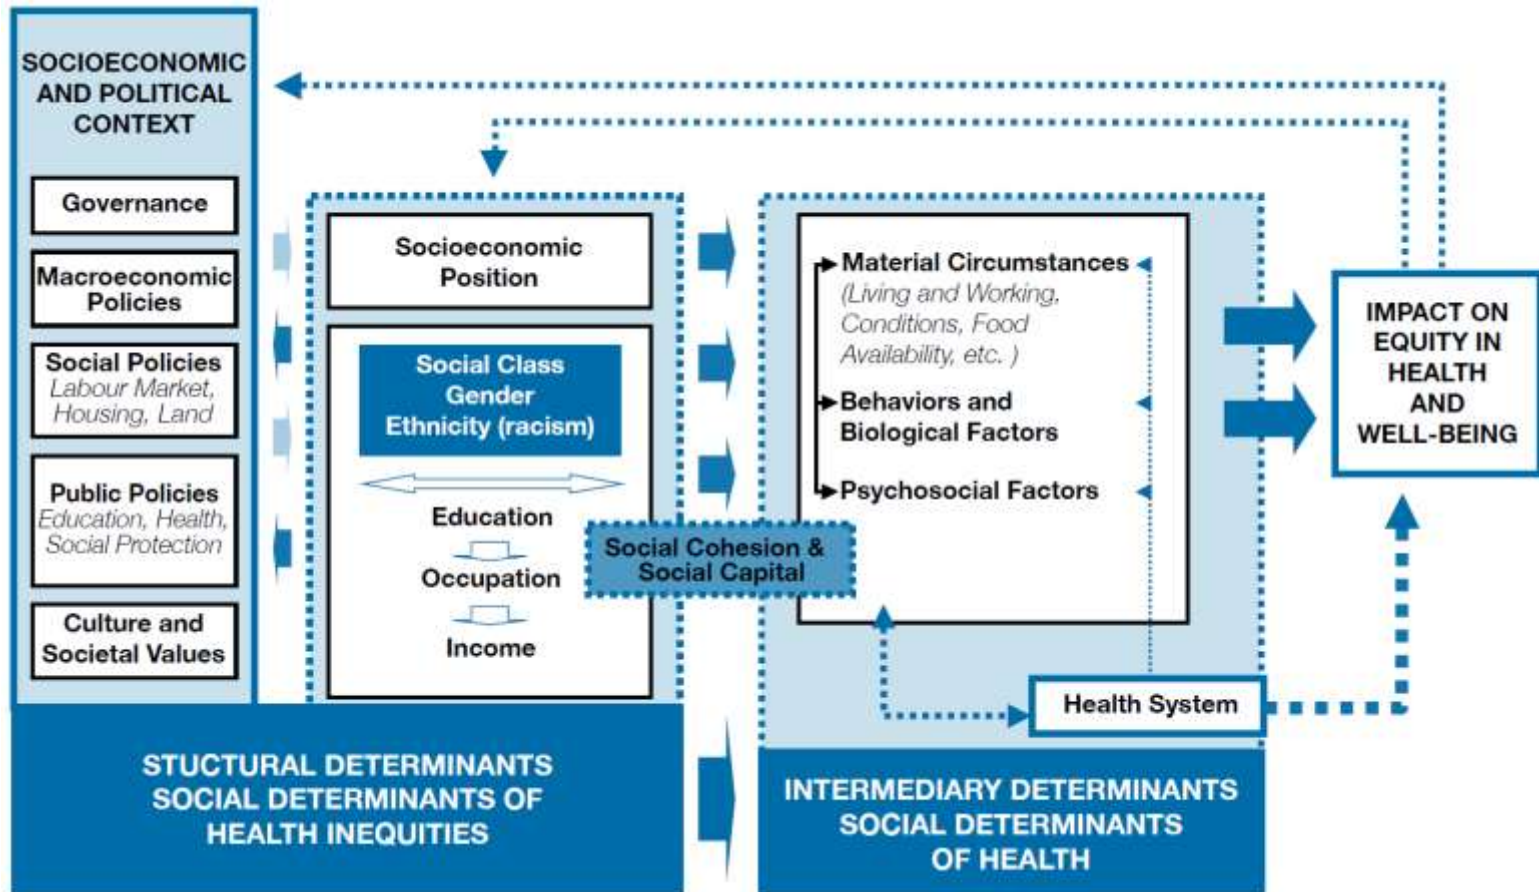 SOCIOECONOMIC
AND POLITICAL
CONTEXT
Governance
Macroeconomic
Policies
Social Policies
Labour Market,
Housing, Land
Public Policies
Education, Health,
Social Protection
Culture and
Societal Values
Socioeconomic
Position
Social Class
Gender
Ethnicity (racism)
Education
Occupation
Income
Social Cohesion &
Social Capital
Material Circumstances
(Living and Working,
Conditions, Food
Availability, etc. )
Behaviors and
Biological Factors
Psychosocial Factors
Health System
IMPACT ON
EQUITY IN
HEALTH
AND
WELL-BEING
STUCTURAL DETERMINANTS
SOCIAL DETERMINANTS OF
HEALTH INEQUITIES
INTERMEDIARY DETERMINANTS
SOCIAL DETERMINANTS
OF HEALTH